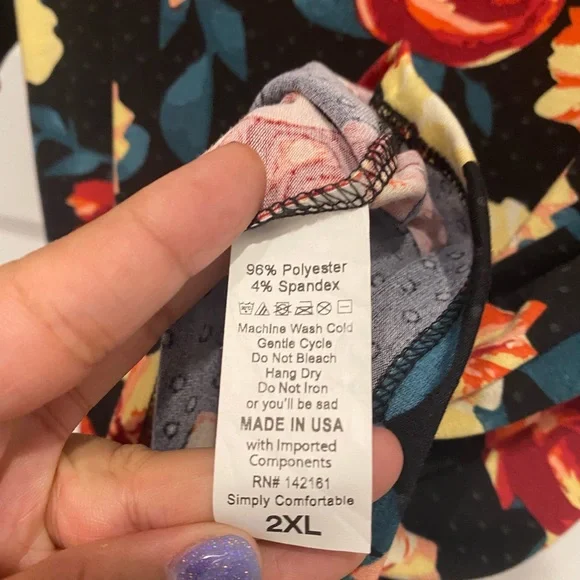 96% Polyester
4% Spandex
Machine Wash Cold
Gentle Cycle
Do Not Bleach
Hang Dry
Do Not Iron
or you'll be sad
MADE IN USA
with Imported
Components
RN# 142161
Simply Comfortable
2XL